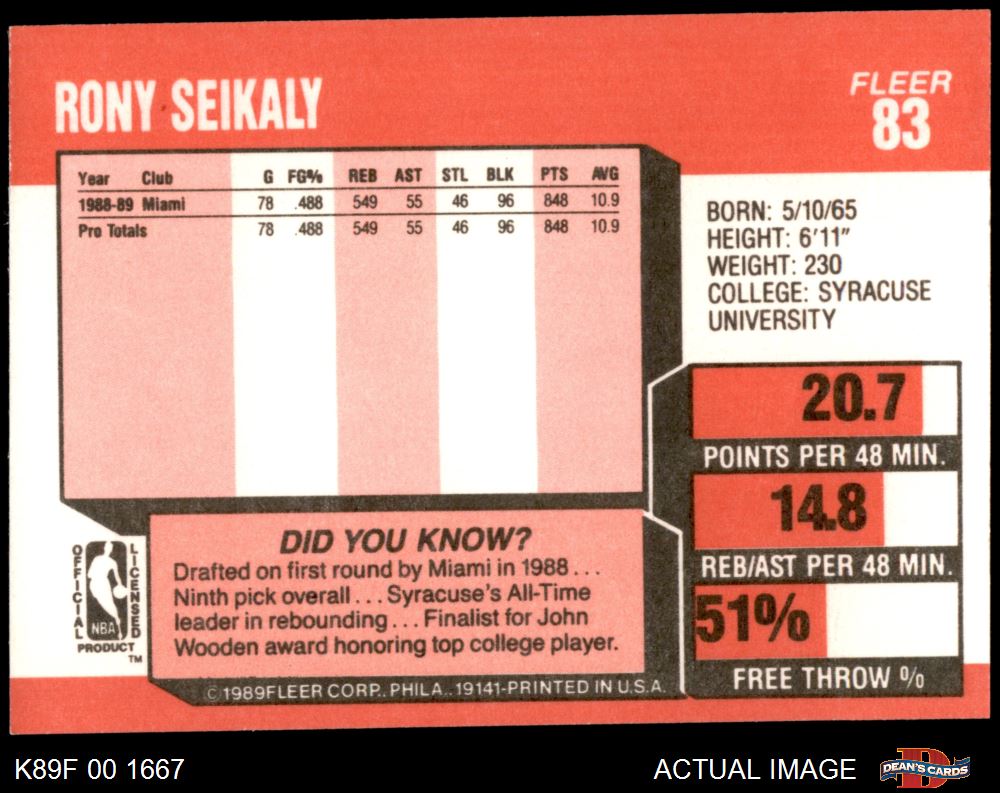 RONY SEIKALY
FLEER
83
Year Club G FG% REB AST STL BLK PTS AVG
1988-89 Miami 78 .488 549 55 46 96 848 10.9
Pro Totals 78 .488 549 55 46 96 848 10.9
BORN: 5/10/65
HEIGHT: 6'11"
WEIGHT: 230
COLLEGE: SYRACUSE
UNIVERSITY
20.7
POINTS PER 48 MIN.
14.8
REB/AST PER 48 MIN.
51%
FREE THROW %
DID YOU KNOW?
Drafted on first round by Miami in 1988...
Ninth pick overall... Syracuse's All-Time
leader in rebounding... Finalist for John
Wooden award honoring top college player.
OFFICIAL
LICENSED
NBA
PRODUCT
TM
© 1989 FLEER CORP., PHILA., 19141-PRINTED IN U.S.A.
K89F 00 1667
ACTUAL IMAGE
D
DEAN'S CARDS